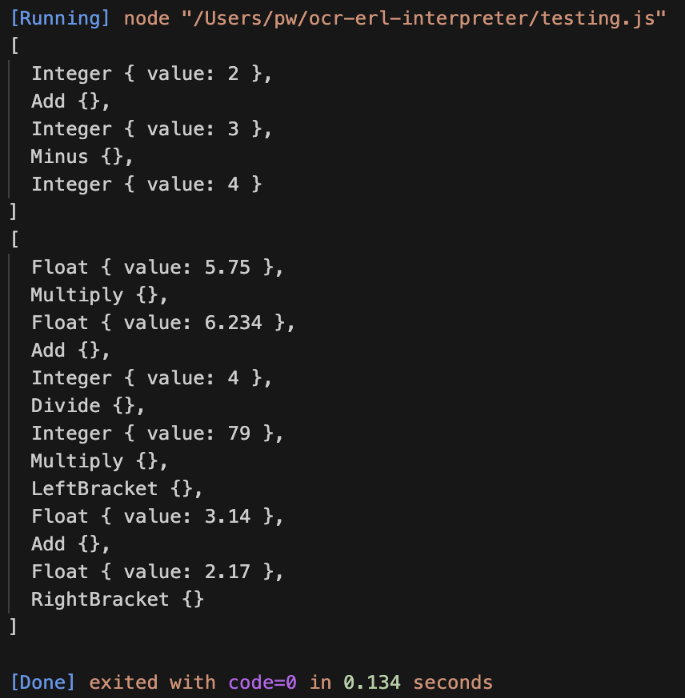 [Running] node "/Users/pw/ocr-erl-interpreter/testing.js"
[
  Integer { value: 2 },
  Add {},
  Integer { value: 3 },
  Minus {},
  Integer { value: 4 }
]
[
  Float { value: 5.75 },
  Multiply {},
  Float { value: 6.234 },
  Add {},
  Integer { value: 4 },
  Divide {},
  Integer { value: 79 },
  Multiply {},
  LeftBracket {},
  Float { value: 3.14 },
  Add {},
  Float { value: 2.17 },
  RightBracket {}
]

[Done] exited with code=0 in 0.134 seconds